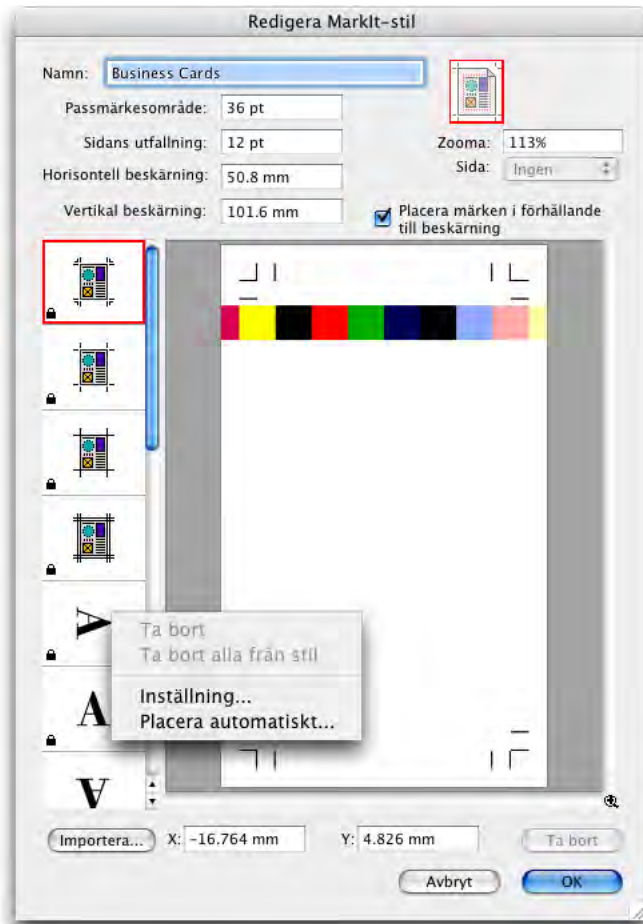 Redigera MarkIt-stil
Namn: Business Cards
Passmärkesområde: 36 pt
Sidans utfallning: 12 pt
Zooma: 113%
Horisontell beskärning: 50.8 mm
Sida: Ingen
Vertikal beskärning: 101.6 mm
Placera märken i förhållande
till beskärning
A
Ta bort
Ta bort alla från stil
Inställning...
Placera automatiskt...
A
A
Importera... X: -16.764 mm Y: 4.826 mm Ta bort
Avbryt OK